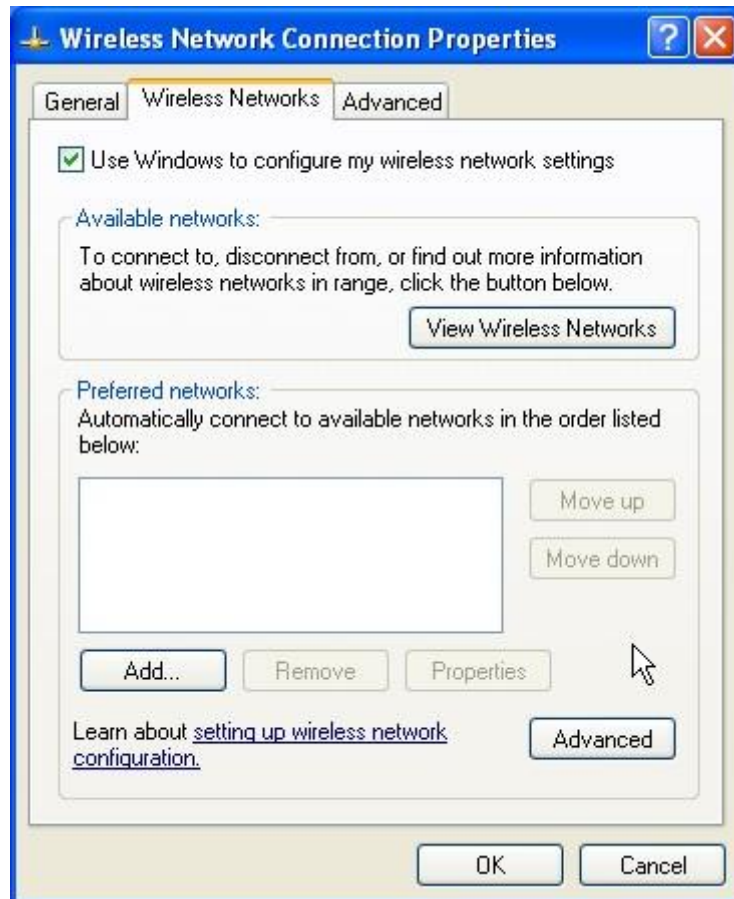 Wireless Network Connection Properties
General Wireless Networks Advanced
Use Windows to configure my wireless network settings
Available networks:
To connect to, disconnect from, or find out more information
about wireless networks in range, click the button below.
View Wireless Networks
Preferred networks:
Automatically connect to available networks in the order listed
below:
Move up
Move down
Add... Remove Properties
Learn about setting up wireless network
configuration.
Advanced
OK Cancel